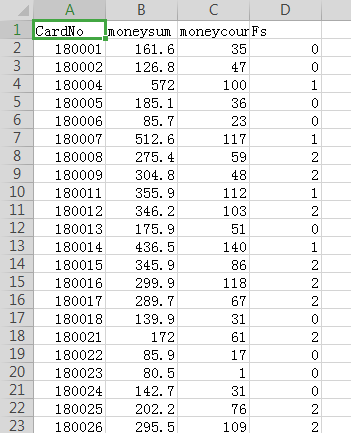 A B C D
1 CardNo moneysum moneycour Fs
2 180001 161.6 35 0
3 180002 126.8 47 0
4 180004 572 100 1
5 180005 185.1 36 0
6 180006 85.7 23 0
7 180007 512.6 117 1
8 180008 275.4 59 2
9 180009 304.8 48 2
10 180011 355.9 112 1
11 180012 346.2 103 2
12 180013 175.9 51 0
13 180014 436.5 140 1
14 180015 345.9 86 2
15 180016 299.9 118 2
16 180017 289.7 67 2
17 180018 139.9 31 0
18 180021 172 61 2
19 180022 85.9 17 0
20 180023 80.5 1 0
21 180024 142.7 31 0
22 180025 202.2 76 2
23 180026 295.5 109 2